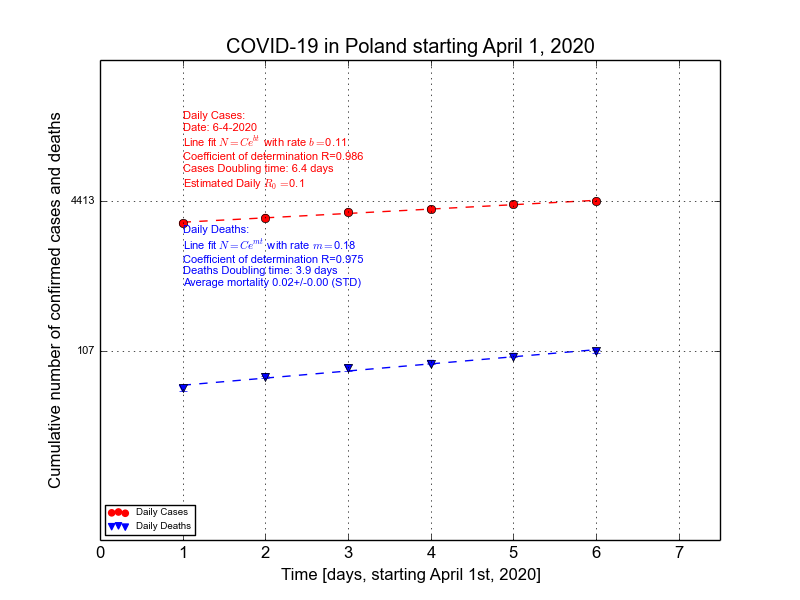 COVID-19 in Poland starting April 1, 2020
Daily Cases:
Date: 6-4-2020
Line fit N=Ce^{bt} with rate b=0.11
Coefficient of determination R=0.986
Cases Doubling time: 6.4 days
Estimated Daily R_0=0.1
4413
Daily Deaths:
Line fit N=Ce^{mt} with rate m=0.18
Coefficient of determination R=0.975
Deaths Doubling time: 3.9 days
Average mortality 0.02+/-0.00 (STD)
107
Cumulative number of confirmed cases and deaths
Daily Cases
Daily Deaths
0 1 2 3 4 5 6 7
Time [days, starting April 1st, 2020]